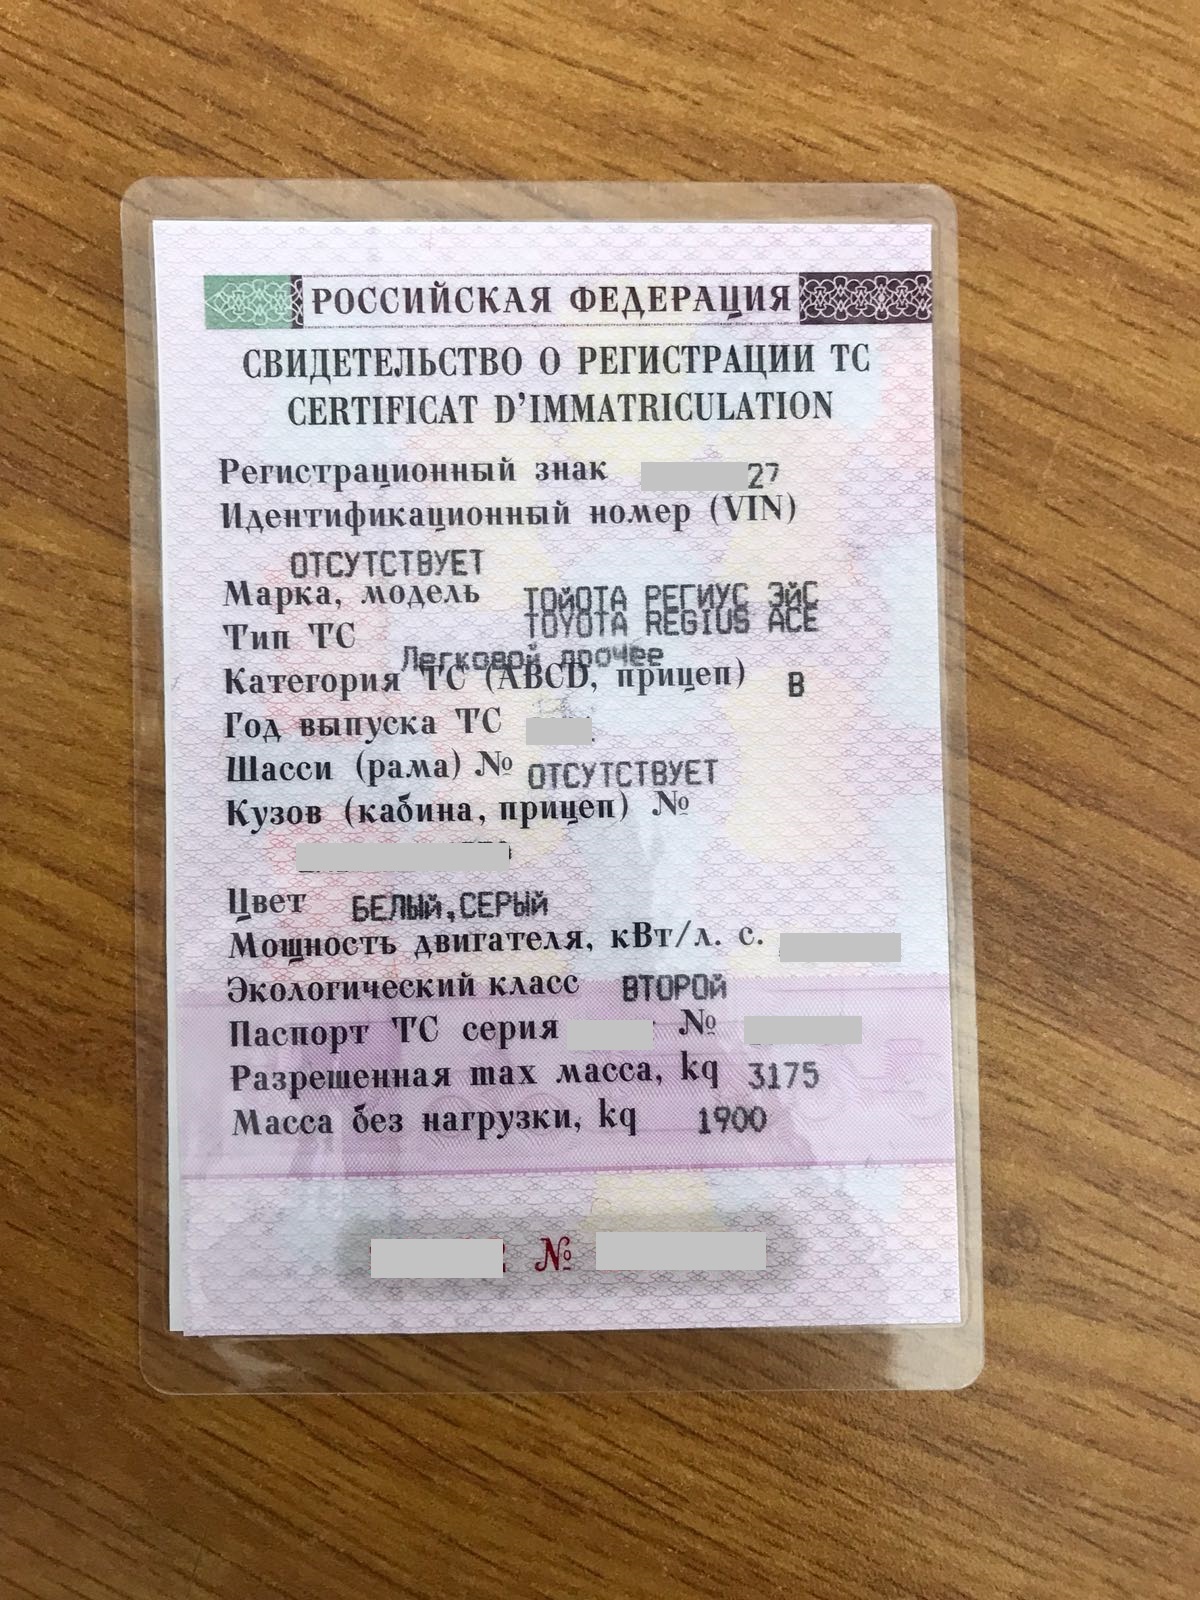 РОССИЙСКАЯ ФЕДЕРАЦИЯ
СВИДЕТЕЛЬСТВО О РЕГИСТРАЦИИ ТС
CERTIFICAT D'IMMATRICULATION
Регистрационный знак 27
Идентификационный номер (VIN)
ОТСУТСТВУЕТ
Марка, модель ТОЙОТА РЕГИУС ЭЙС
TOYOTA REGIUS ACE
Тип ТС
Легковой прочее
Категория ТС (ABCD, прицеп) B
Год выпуска ТС
Шасси (рама) № ОТСУТСТВУЕТ
Кузов (кабина, прицеп) №
Цвет БЕЛЫЙ,СЕРЫЙ
Мощность двигателя, кВт/л. с.
Экологический класс ВТОРОЙ
Паспорт ТС серия №
Разрешенная max масса, kg 3175
Масса без нагрузки, kg 1900
№